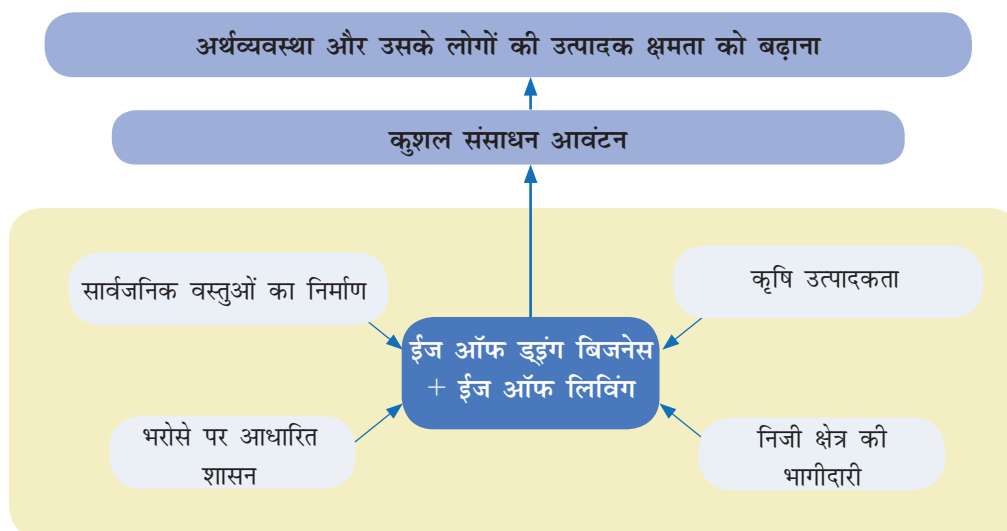 अर्थव्यवस्था और उसके लोगों की उत्पादक क्षमता को बढ़ाना
कुशल संसाधन आवंटन
सार्वजनिक वस्तुओं का निर्माण
कृषि उत्पादकता
ईज ऑफ ड्इंग बिजनेस
+ ईज ऑफ लिविंग
भरोसे पर आधारित
शासन
निजी क्षेत्र की
भागीदारी